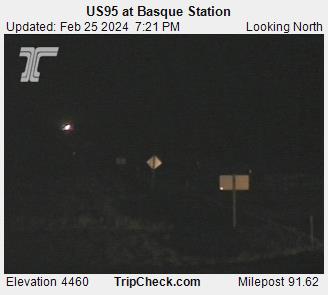 US95 at Basque Station
Updated: Feb 25 2024 7:21 PM Looking North
Elevation 4460 TripCheck.com Milepost 91.62